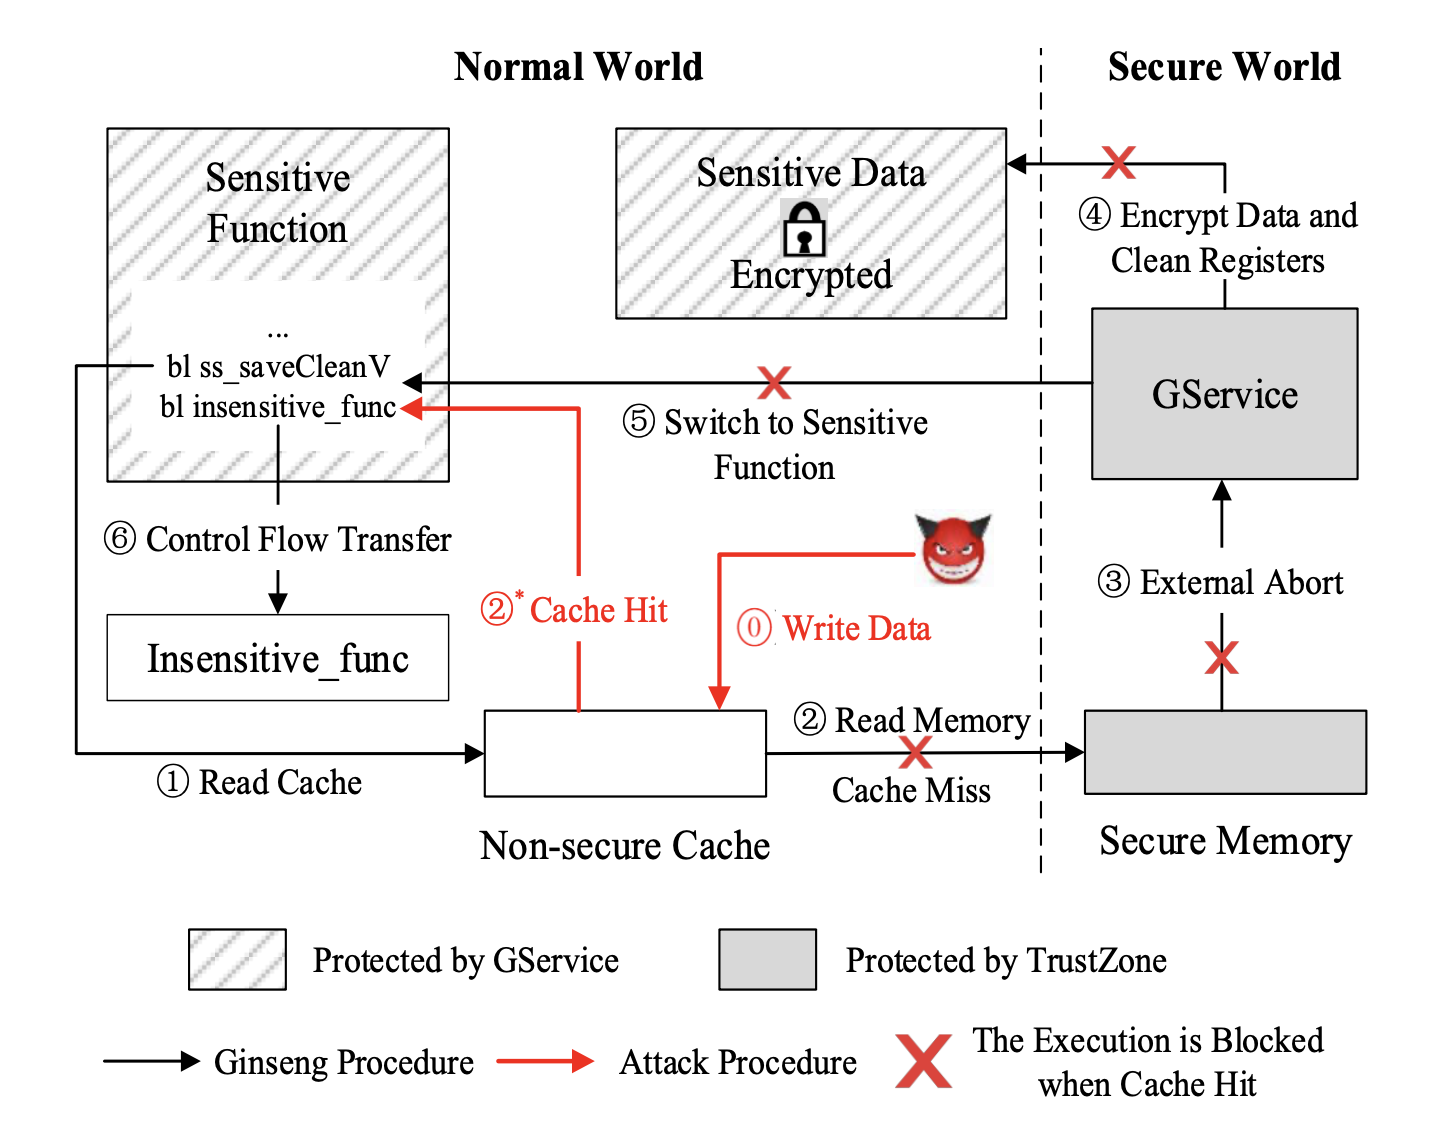 Normal World
Secure World
Sensitive
Function
...
bl ss_saveCleanV
bl insensitive_func
Sensitive Data
Encrypted
④ Encrypt Data and
Clean Registers
GService
⑤ Switch to Sensitive
Function
⑥ Control Flow Transfer
Insensitive_func
②* Cache Hit
⓪ Write Data
③ External Abort
① Read Cache
② Read Memory
Cache Miss
Non-secure Cache
Secure Memory
Protected by GService
Protected by TrustZone
Ginseng Procedure
Attack Procedure
The Execution is Blocked
when Cache Hit